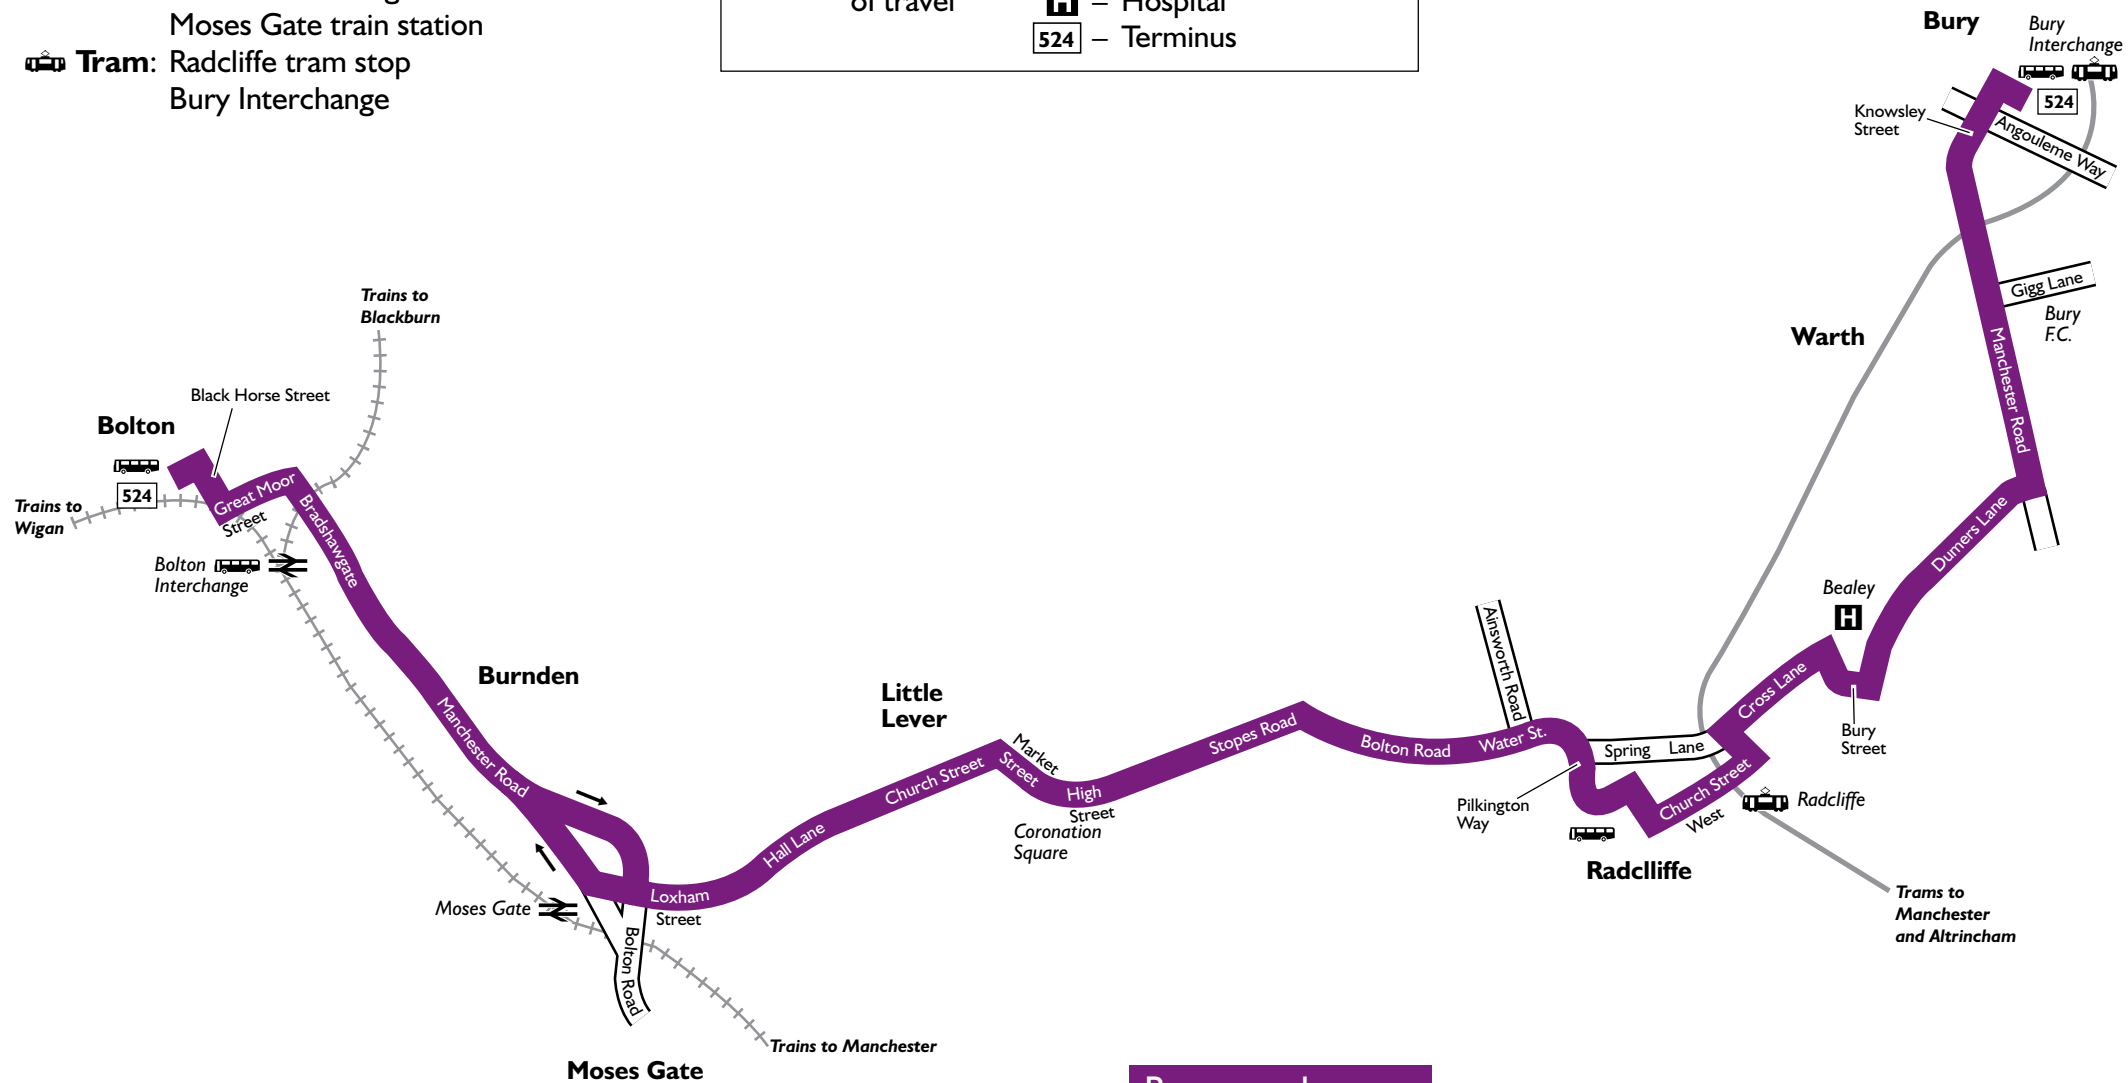 Moses Gate train station
Tram: Radcliffe tram stop
Bury Interchange
of travel
H – Hospital
524 – Terminus
Bury
Bury
Interchange
524
Knowsley
Street
Angouleme Way
Gigg Lane
Bury
F.C.
Warth
Manchester Road
Trains to
Blackburn
Black Horse Street
Bolton
524
Trains to
Wigan
Great Moor
Street
Bradshawgate
Bolton
Interchange
Burnden
Manchester Road
Little
Lever
Market
Street
Church Street
High
Street
Coronation
Square
Hall Lane
Loxham
Street
Moses Gate
Bolton Road
Trains to Manchester
Moses Gate
Stopes Road
Bolton Road
Water St.
Ainsworth Road
Spring Lane
Pilkington
Way
Church Street
West
Radclliffe
Radcliffe
Cross Lane
Bealey
H
Bury
Street
Dumers Lane
Trams to
Manchester
and Altrincham